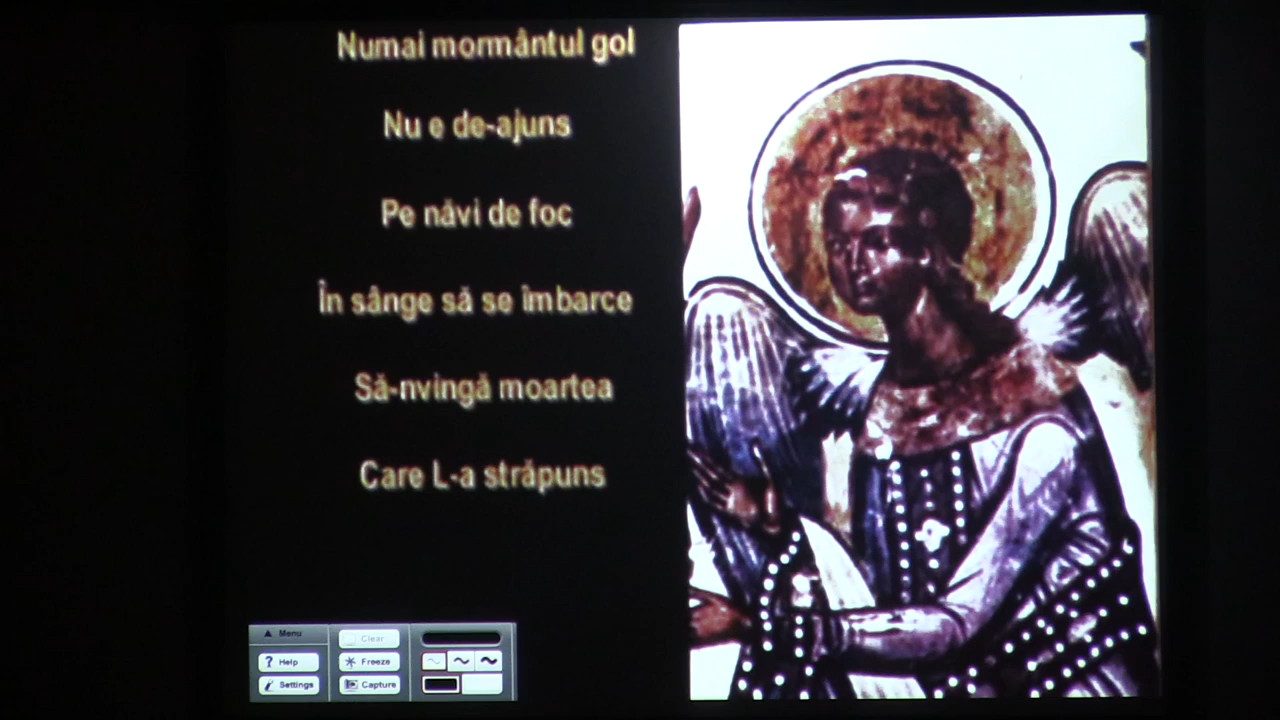 Numai mormântul gol
Nu e de-ajuns
Pe năvi de foc
În sânge să se îmbarce
Să-nvingă moartea
Care L-a străpuns
Menu
Help
Settings
Clear
Freeze
Capture